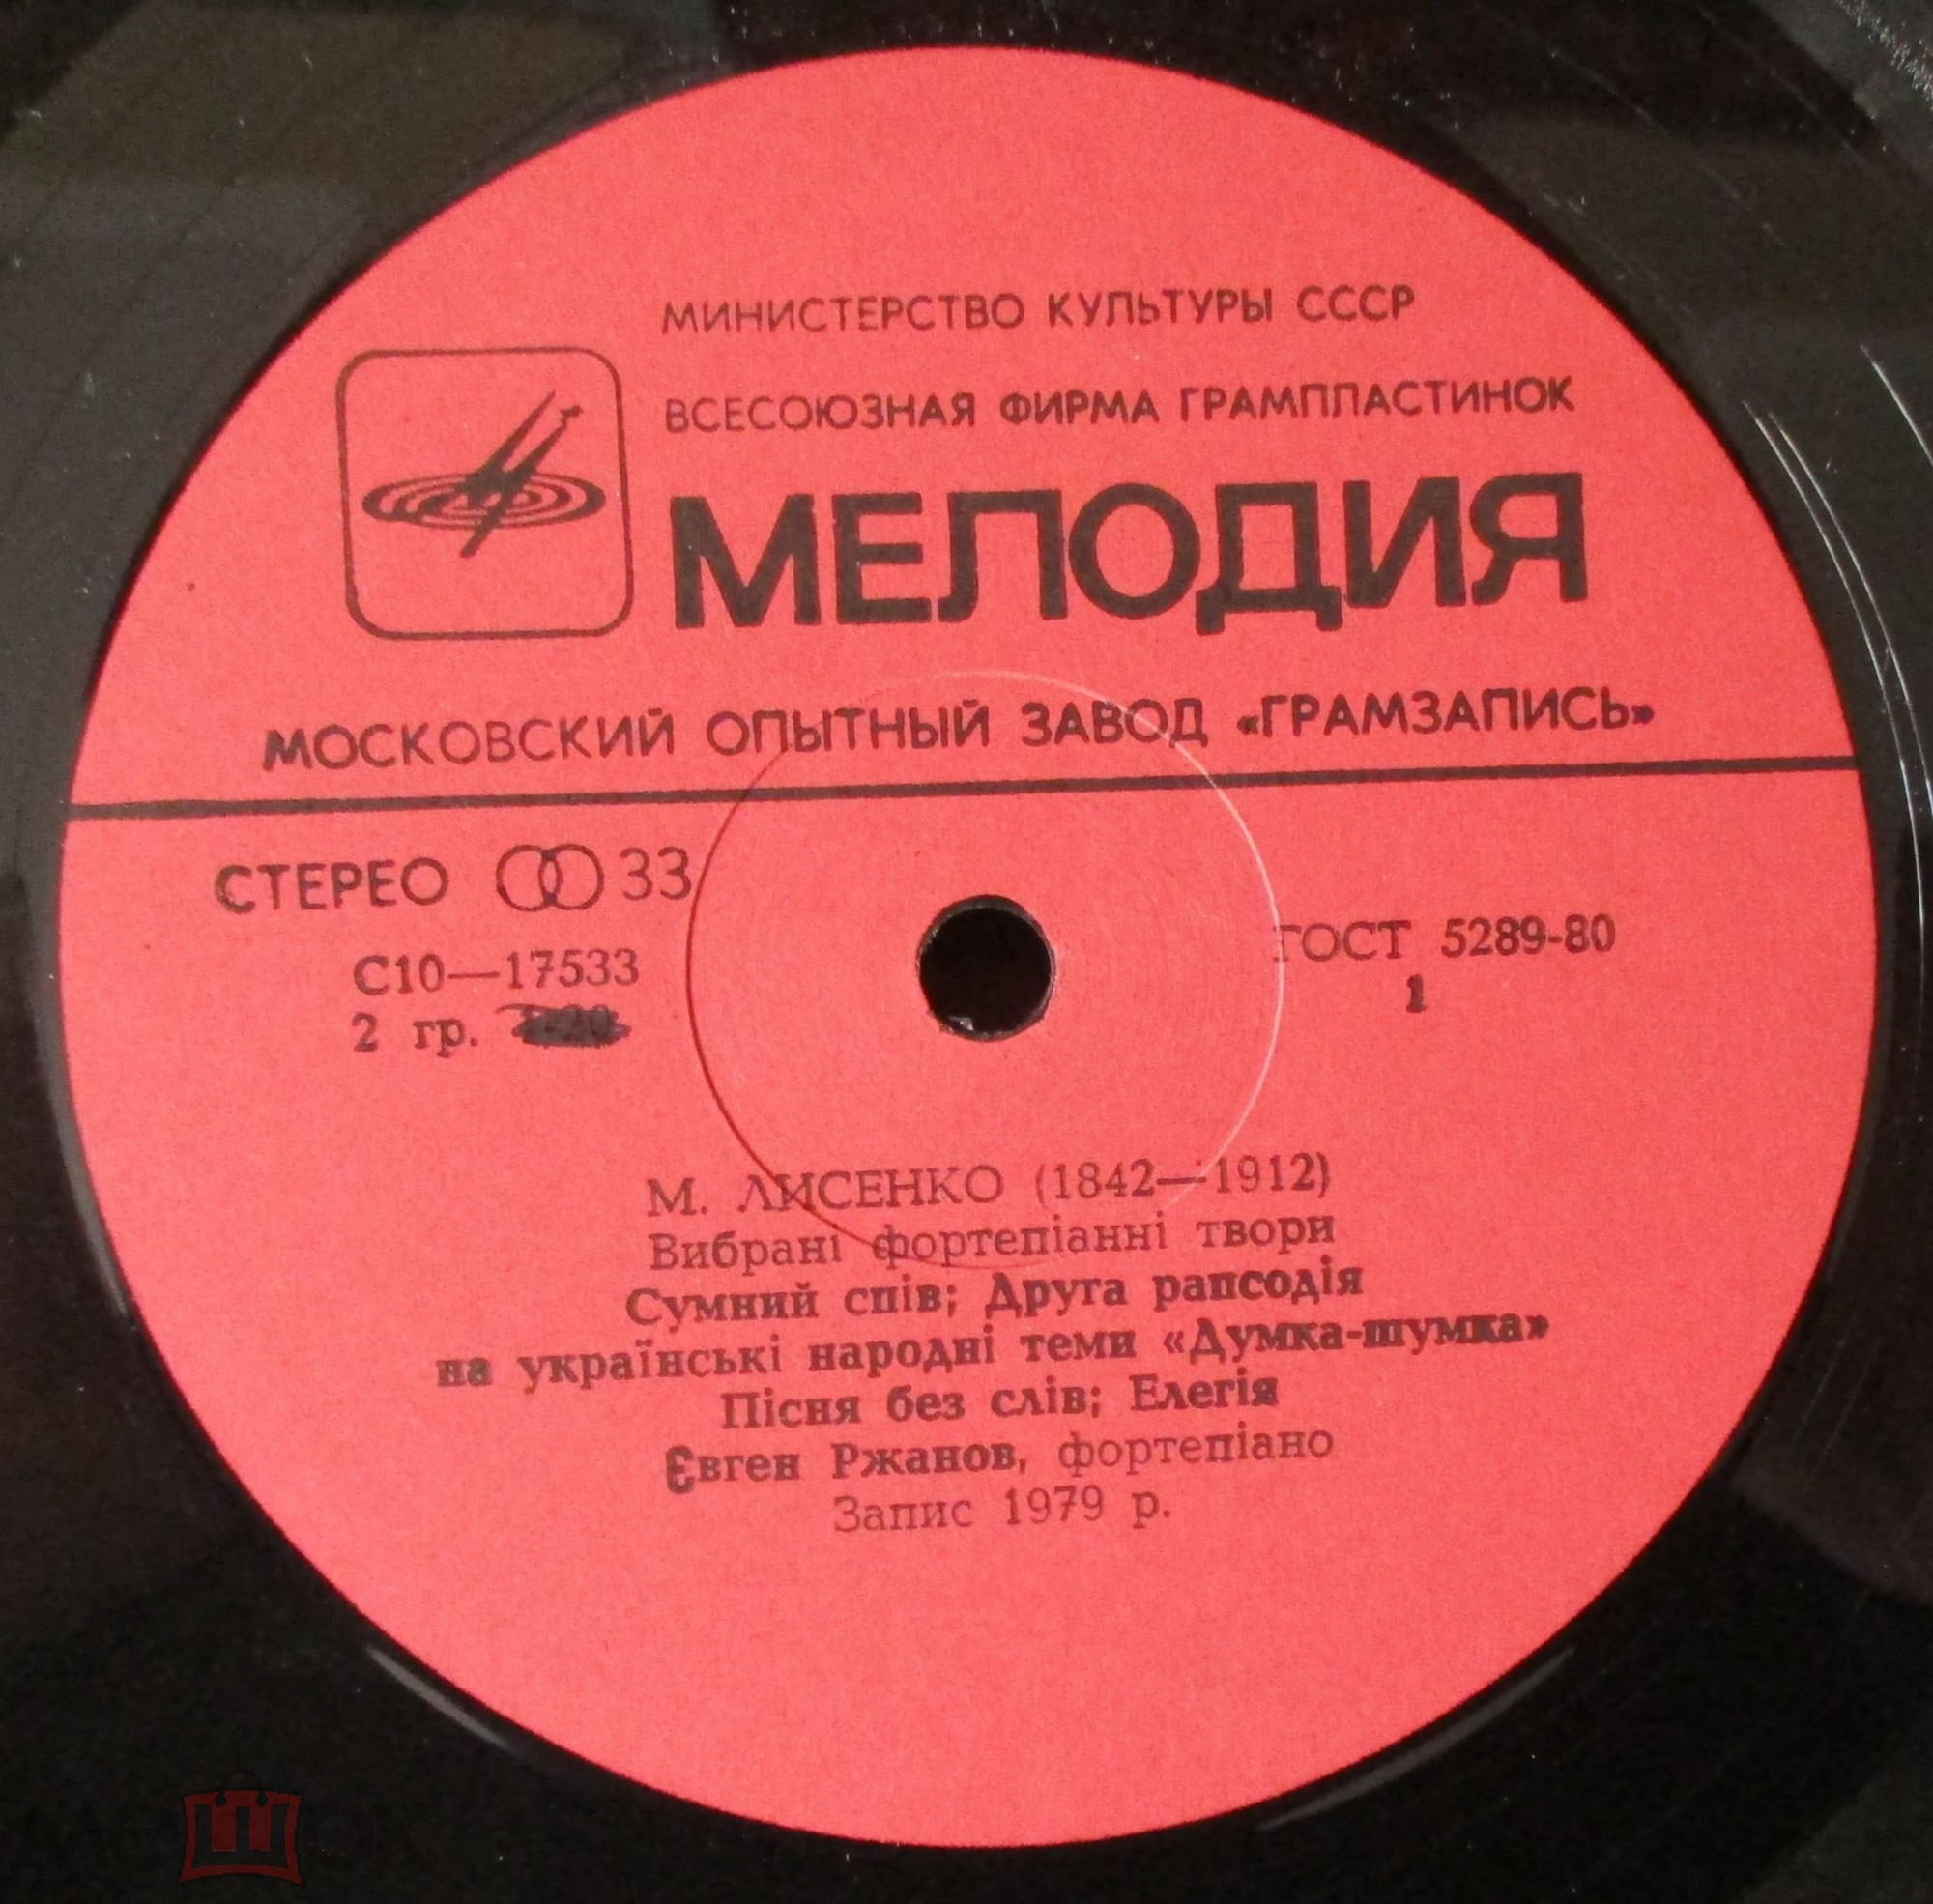 МИНИСТЕРСТВО КУЛЬТУРЫ СССР
ВСЕСОЮЗНАЯ ФИРМА ГРАМПЛАСТИНОК
МЕЛОДИЯ
МОСКОВСКИЙ ОПЫТНЫЙ ЗАВОД «ГРАМЗАПИСЬ»
СТЕРЕО 33
С10—17533
2 гр.
ГОСТ 5289-80
1
М. ЛИСЕНКО (1842—1912)
Вибрані фортепіанні твори
Сумний спів; Друга рапсодія
на українські народні теми «Думка-шумка»
Пісня без слів; Елегія
Євген Ржанов, фортепіано
Запис 1979 р.